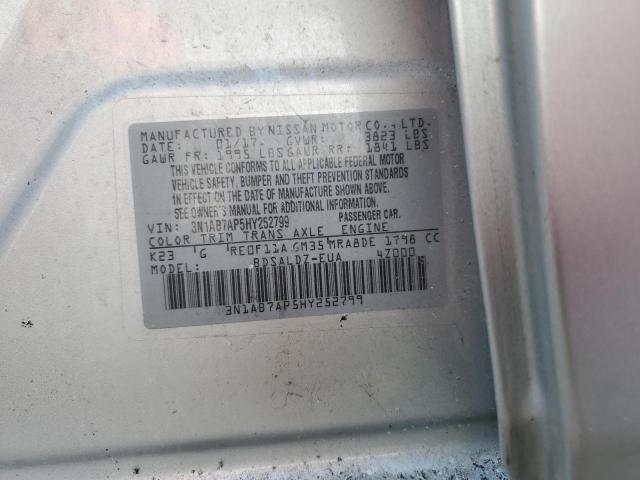 MANUFACTURED BY NISSAN MOTOR CO., LTD.
DATE: 01/17 GVWR: 3823 LBS
GAWR FR: 1995 LBS GAWR RR: 1841 LBS
THIS VEHICLE CONFORMS TO ALL APPLICABLE FEDERAL MOTOR
VEHICLE SAFETY, BUMPER AND THEFT PREVENTION STANDARDS
IN EFFECT ON THE DATE OF MANUFACTURE SHOWN ABOVE.
SEE OWNER'S MANUAL FOR ADDITIONAL INFORMATION.
VIN: 3N1AB7AP5HY252799 PASSENGER CAR
COLOR TRIM TRANS AXLE ENGINE
K23 G RE0F11A GM35 MRA8DE 1798 CC
MODEL: BDSALDZ-EUA 4Z000
3N1AB7AP5HY252799